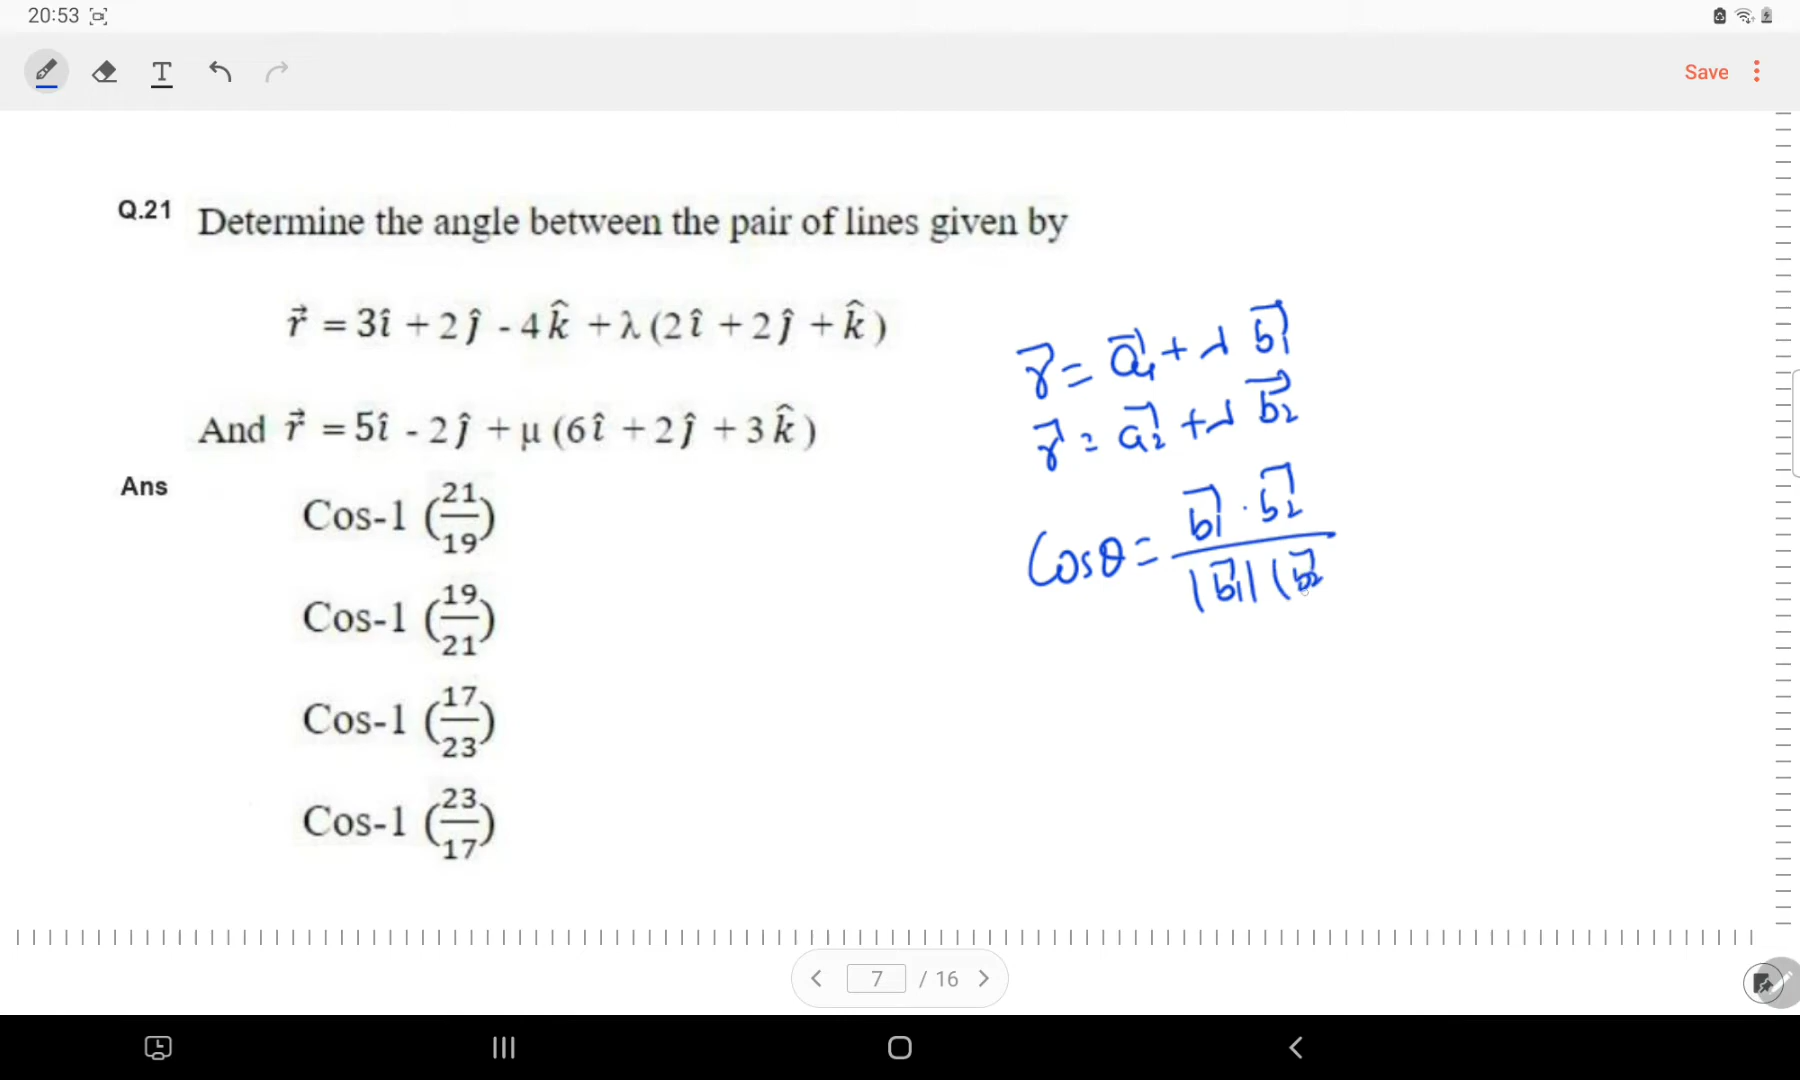 20:53
Save
Q.21 Determine the angle between the pair of lines given by
r⃗ = 3î + 2ĵ - 4k̂ + λ (2î + 2ĵ + k̂)
And r⃗ = 5î - 2ĵ + μ (6î + 2ĵ + 3k̂)
Ans
Cos-1 (21/19)
Cos-1 (19/21)
Cos-1 (17/23)
Cos-1 (23/17)
r⃗ = a⃗1 + λ b⃗1
r⃗ = a⃗2 + λ b⃗2
Cosθ = b⃗1 · b⃗2 / |b⃗1| |b⃗2
7 / 16